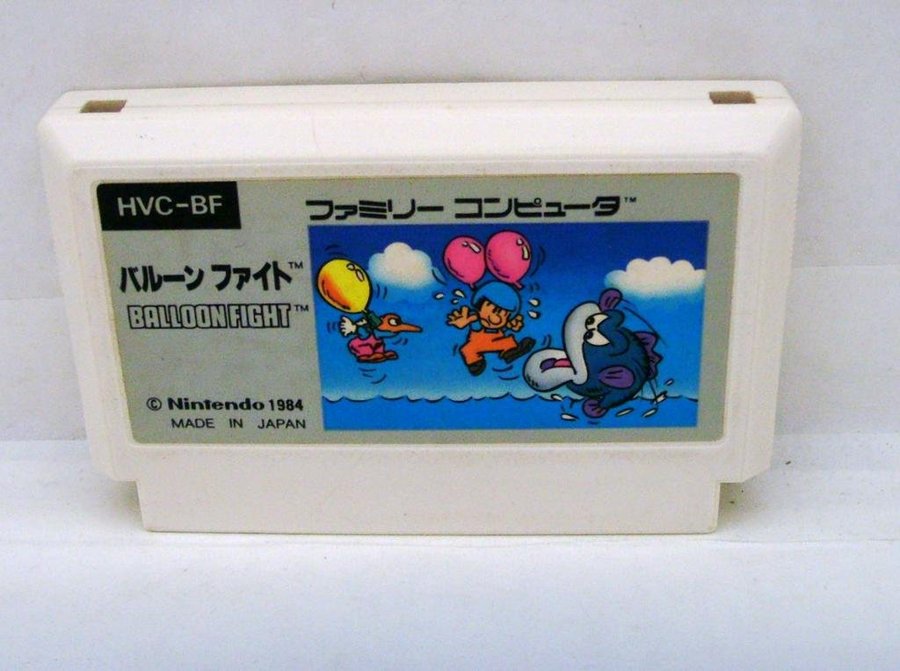 HVC-BF
ファミリー コンピュータ™
バルーン ファイト™
BALLOON FIGHT™
© Nintendo 1984
MADE IN JAPAN